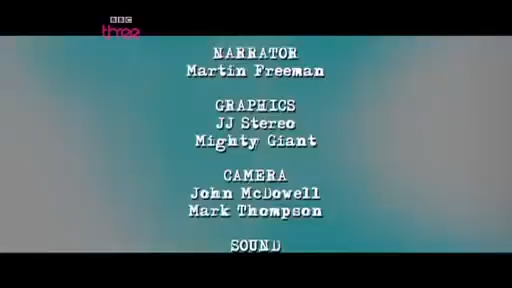 BBC
three
NARRATOR
Martin Freeman
GRAPHICS
JJ Stereo
Mighty Giant
CAMERA
John McDowell
Mark Thompson
SOUND